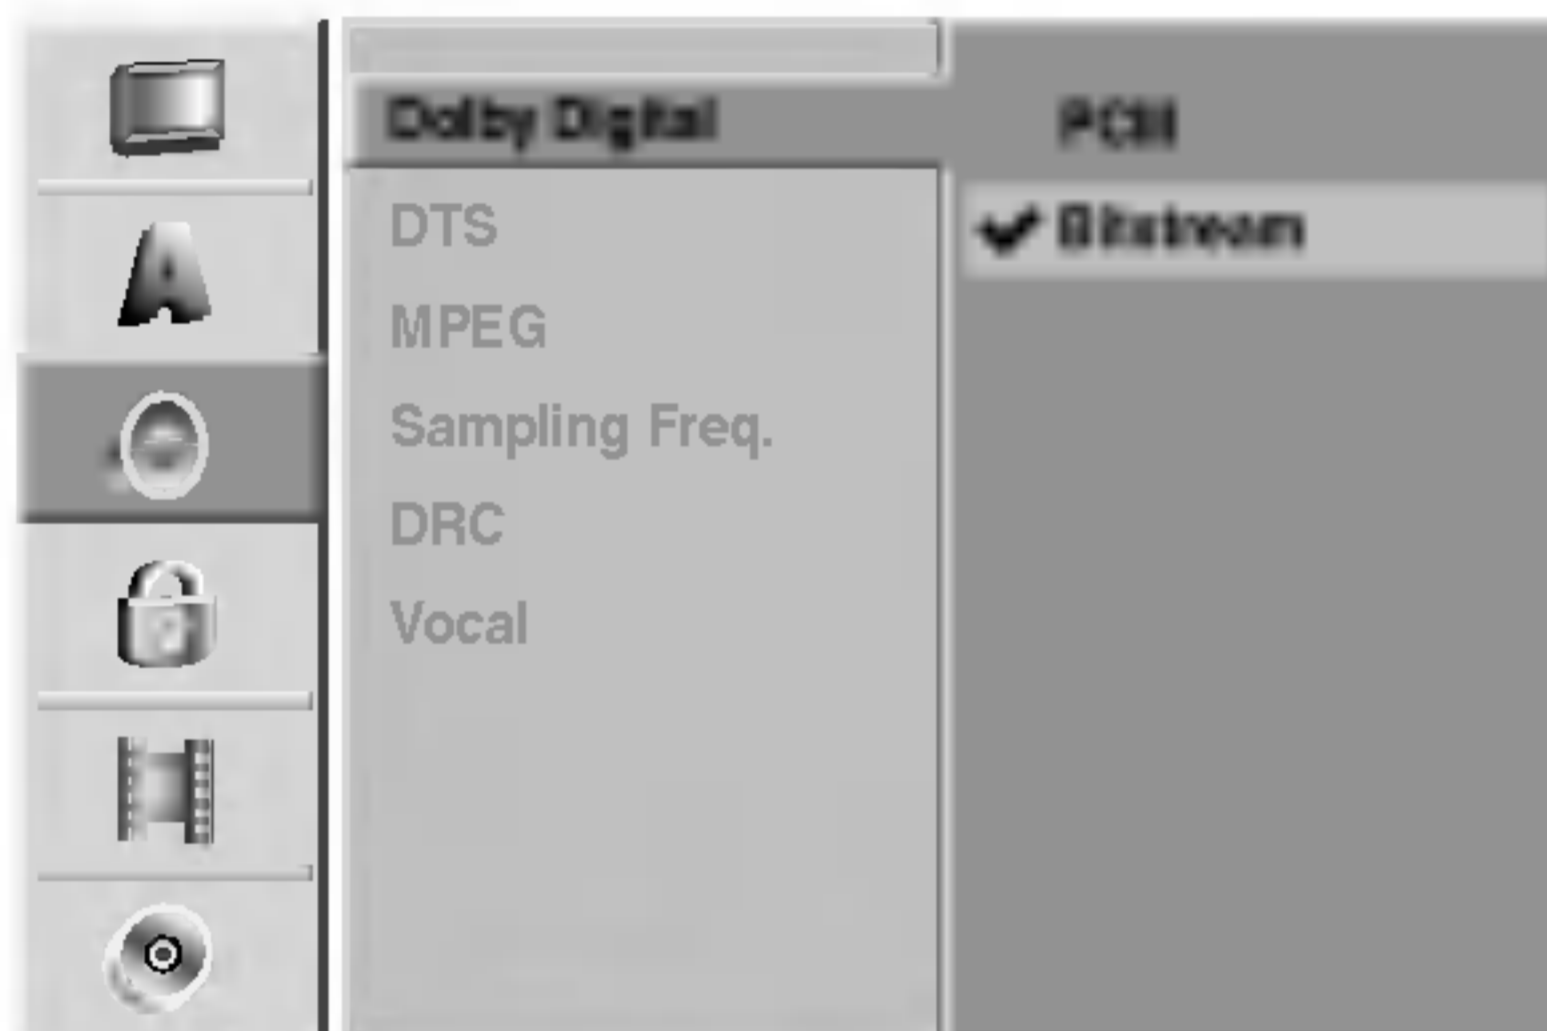 Dolby Digital
PCM
DTS
Bitstream
MPEG
Sampling Freq.
DRC
Vocal